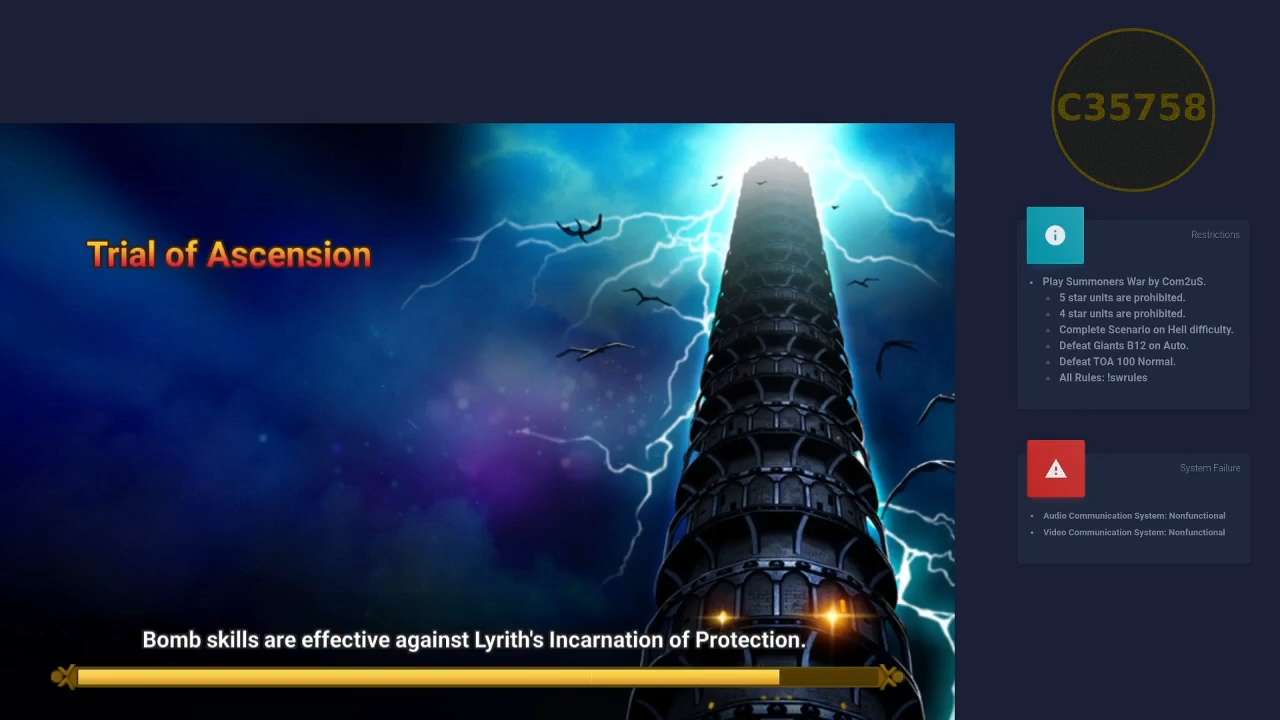 C35758
Trial of Ascension
Restrictions
Play Summoners War by Com2uS.
5 star units are prohibited.
4 star units are prohibited.
Complete Scenario on Hell difficulty.
Defeat Giants B12 on Auto.
Defeat TOA 100 Normal.
All Rules: !swrules
System Failure
Audio Communication System: Nonfunctional
Video Communication System: Nonfunctional
Bomb skills are effective against Lyrith's Incarnation of Protection.